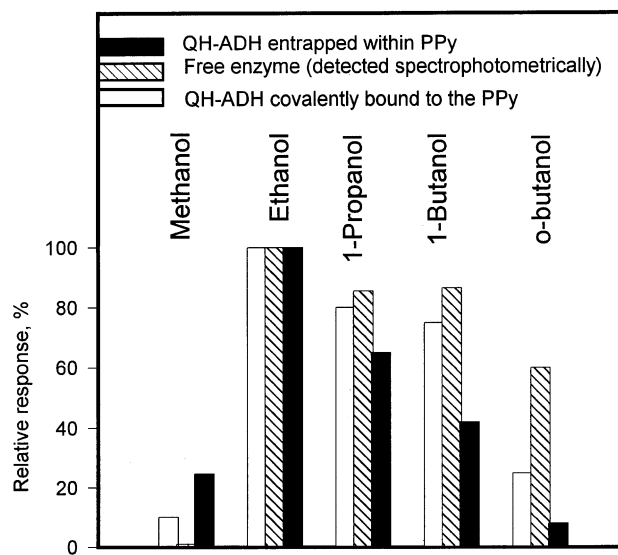 QH-ADH entrapped within PPy
Free enzyme (detected spectrophotometrically)
QH-ADH covalently bound to the PPy
Methanol
Ethanol
1-Propanol
1-Butanol
o-butanol
Relative response, %
100
80
60
40
20
0